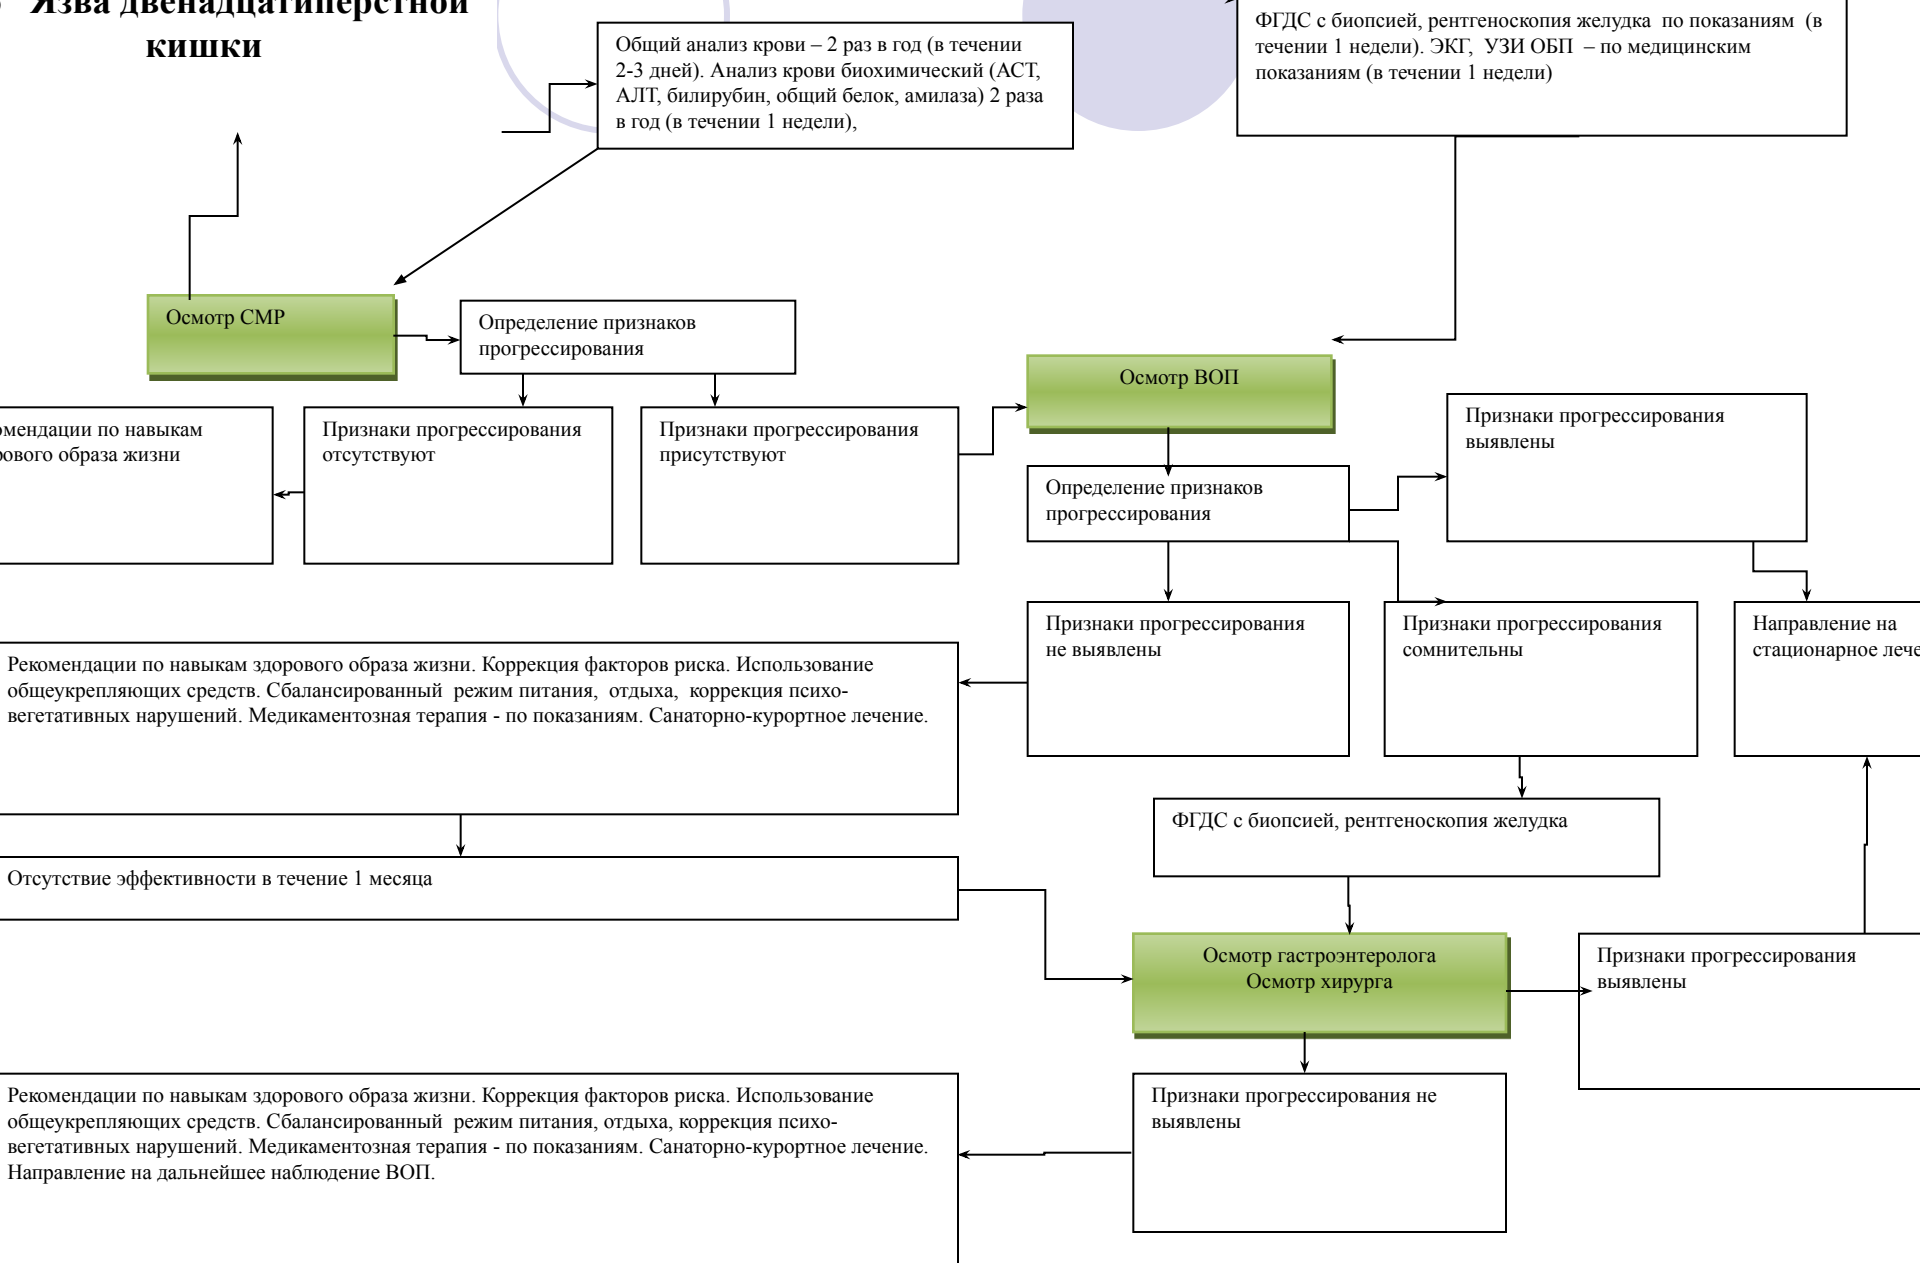 Язва двенадцатиперстной
кишки
Общий анализ крови – 2 раз в год (в течении
2-3 дней). Анализ крови биохимический (АСТ,
АЛТ, билирубин, общий белок, амилаза) 2 раза
в год (в течении 1 недели),
ФГДС с биопсией, рентгеноскопия желудка по показаниям (в
течении 1 недели). ЭКГ, УЗИ ОБП – по медицинским
показаниям (в течении 1 недели)
Осмотр СМР
Определение признаков
прогрессирования
Осмотр ВОП
омендации по навыкам
рового образа жизни
Признаки прогрессирования
отсутствуют
Признаки прогрессирования
присутствуют
Признаки прогрессирования
выявлены
Определение признаков
прогрессирования
Признаки прогрессирования
не выявлены
Признаки прогрессирования
сомнительны
Направление на
стационарное лече
Рекомендации по навыкам здорового образа жизни. Коррекция факторов риска. Использование
общеукрепляющих средств. Сбалансированный режим питания, отдыха, коррекция психо-
вегетативных нарушений. Медикаментозная терапия - по показаниям. Санаторно-курортное лечение.
ФГДС с биопсией, рентгеноскопия желудка
Отсутствие эффективности в течение 1 месяца
Осмотр гастроэнтеролога
Осмотр хирурга
Признаки прогрессирования
выявлены
Рекомендации по навыкам здорового образа жизни. Коррекция факторов риска. Использование
общеукрепляющих средств. Сбалансированный режим питания, отдыха, коррекция психо-
вегетативных нарушений. Медикаментозная терапия - по показаниям. Санаторно-курортное лечение.
Направление на дальнейшее наблюдение ВОП.
Признаки прогрессирования не
выявлены